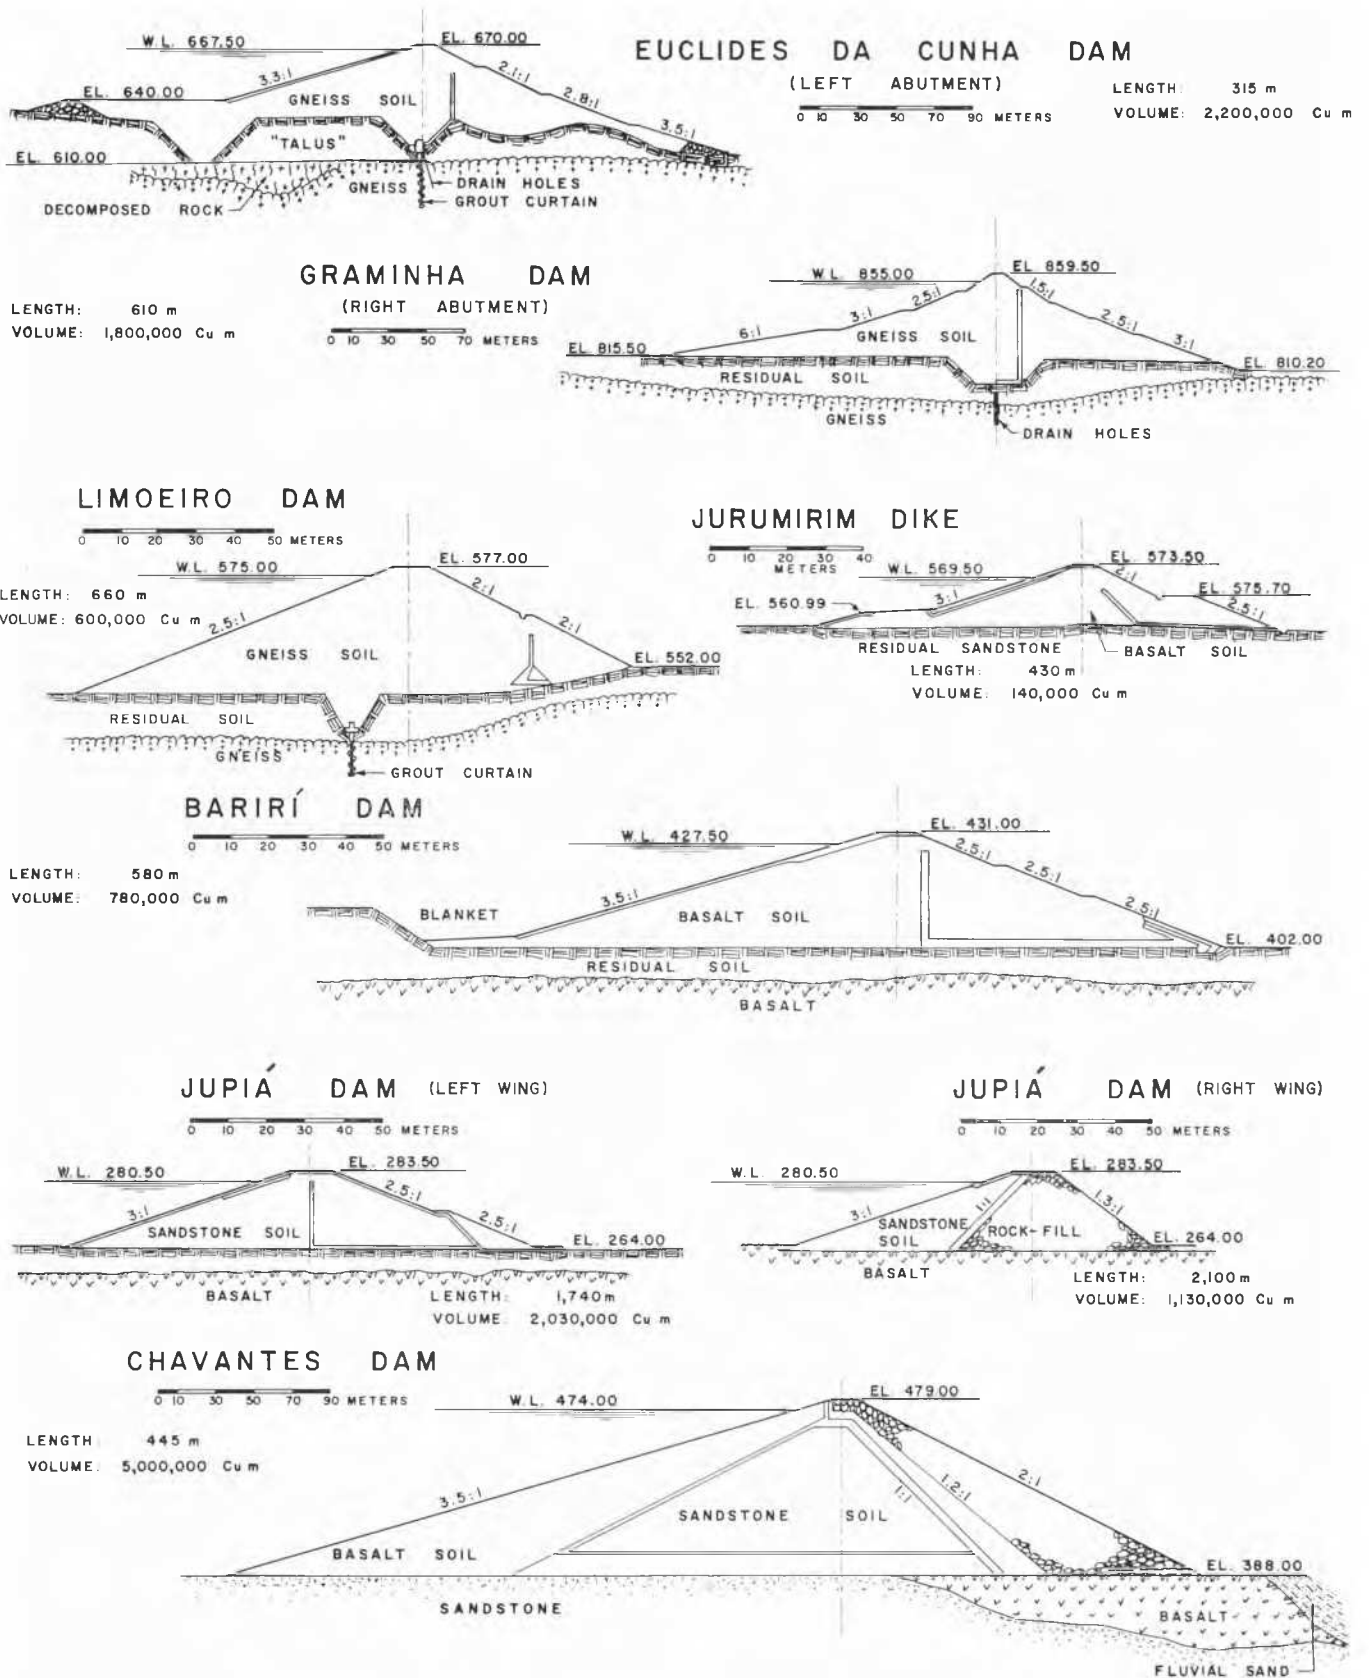 EUCLIDES DA CUNHA DAM
(LEFT ABUTMENT)
0 10 30 50 70 90 METERS
LENGTH: 315 m
VOLUME: 2,200,000 Cu m
W.L. 667.50
EL. 670.00
3.3:1
2.1:1
2.8:1
3.5:1
EL. 640.00
GNEISS SOIL
"TALUS"
EL. 610.00
GNEISS
DRAIN HOLES
GROUT CURTAIN
DECOMPOSED ROCK
GRAMINHA DAM
(RIGHT ABUTMENT)
0 10 30 50 70 METERS
LENGTH: 610 m
VOLUME: 1,800,000 Cu m
W.L. 855.00
EL 859.50
6:1
3:1
2.5:1
1.5:1
2.5:1
3:1
GNEISS SOIL
EL. 815.50
EL. 810.20
RESIDUAL SOIL
GNEISS
DRAIN HOLES
LIMOEIRO DAM
0 10 20 30 40 50 METERS
LENGTH: 660 m
VOLUME: 600,000 Cu m
W.L. 575.00
EL. 577.00
2.5:1
2:1
2:1
GNEISS SOIL
EL. 552.00
RESIDUAL SOIL
GNEISS
GROUT CURTAIN
JURUMIRIM DIKE
0 10 20 30 40
METERS
W.L. 569.50
EL. 573.50
EL. 575.70
EL. 560.99
3:1
2:1
2.5:1
RESIDUAL SANDSTONE
BASALT SOIL
LENGTH: 430 m
VOLUME: 140,000 Cu m
BARIRÍ DAM
0 10 20 30 40 50 METERS
LENGTH: 580 m
VOLUME: 780,000 Cu m
W.L. 427.50
EL. 431.00
3.5:1
2.5:1
2.5:1
BLANKET
BASALT SOIL
EL. 402.00
RESIDUAL SOIL
BASALT
JUPIÁ DAM (LEFT WING)
0 10 20 30 40 50 METERS
W.L. 280.50
EL. 283.50
3:1
2.5:1
2.5:1
SANDSTONE SOIL
EL. 264.00
BASALT
LENGTH: 1,740 m
VOLUME: 2,030,000 Cu m
JUPIÁ DAM (RIGHT WING)
0 10 20 30 40 50 METERS
W.L. 280.50
EL. 283.50
3:1
1:1
1.3:1
SANDSTONE SOIL
ROCK-FILL
EL. 264.00
BASALT
LENGTH: 2,100 m
VOLUME: 1,130,000 Cu m
CHAVANTES DAM
0 10 30 50 70 90 METERS
LENGTH 445 m
VOLUME: 5,000,000 Cu m
W.L. 474.00
EL 479.00
3.5:1
1:1
1.2:1
2:1
SANDSTONE SOIL
BASALT SOIL
EL. 388.00
SANDSTONE
BASALT
FLUVIAL SAND